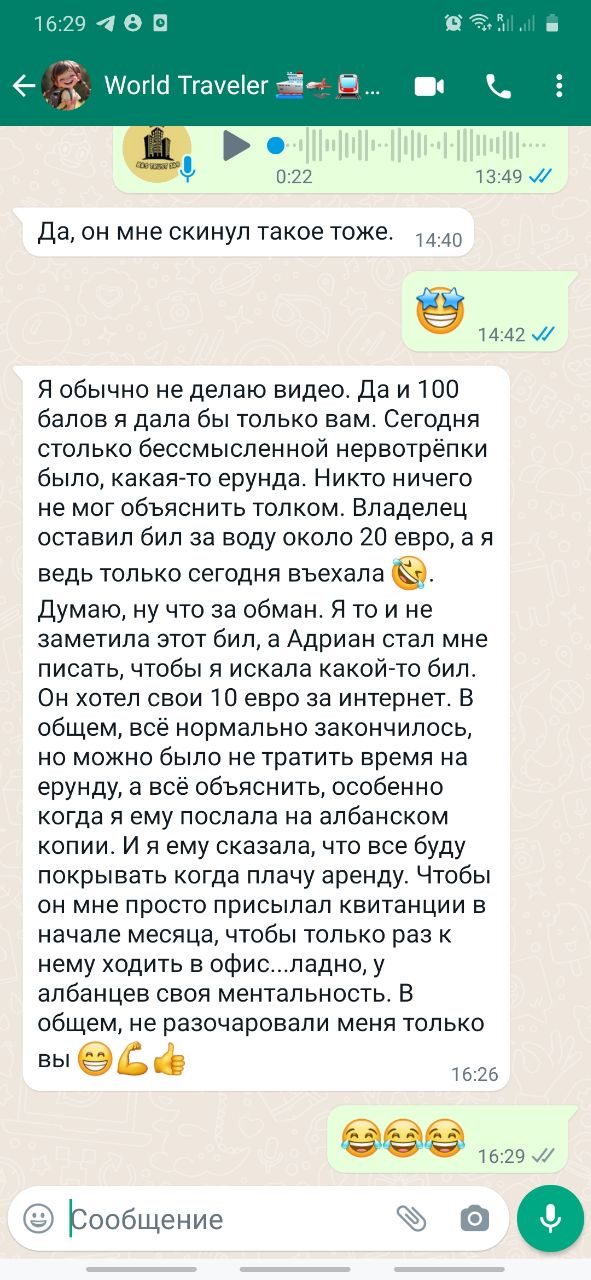 16:29
World Traveler 🚢🛩️🚆...
R&S TRUST JOB
0:22
13:49
Да, он мне скинул такое тоже.
14:40
🤩
14:42
Я обычно не делаю видео. Да и 100
балов я дала бы только вам. Сегодня
столько бессмысленной нервотрёпки
было, какая-то ерунда. Никто ничего
не мог объяснить толком. Владелец
оставил бил за воду около 20 евро, а я
ведь только сегодня въехала 🤣.
Думаю, ну что за обман. Я то и не
заметила этот бил, а Адриан стал мне
писать, чтобы я искала какой-то бил.
Он хотел свои 10 евро за интернет. В
общем, всё нормально закончилось,
но можно было не тратить время на
ерунду, а всё объяснить, особенно
когда я ему послала на албанском
копии. И я ему сказала, что все буду
покрывать когда плачу аренду. Чтобы
он мне просто присылал квитанции в
начале месяца, чтобы только раз к
нему ходить в офис...ладно, у
албанцев своя ментальность. В
общем, не разочаровали меня только
вы 😁💪👍
16:26
😂😂😂
16:29
Сообщение